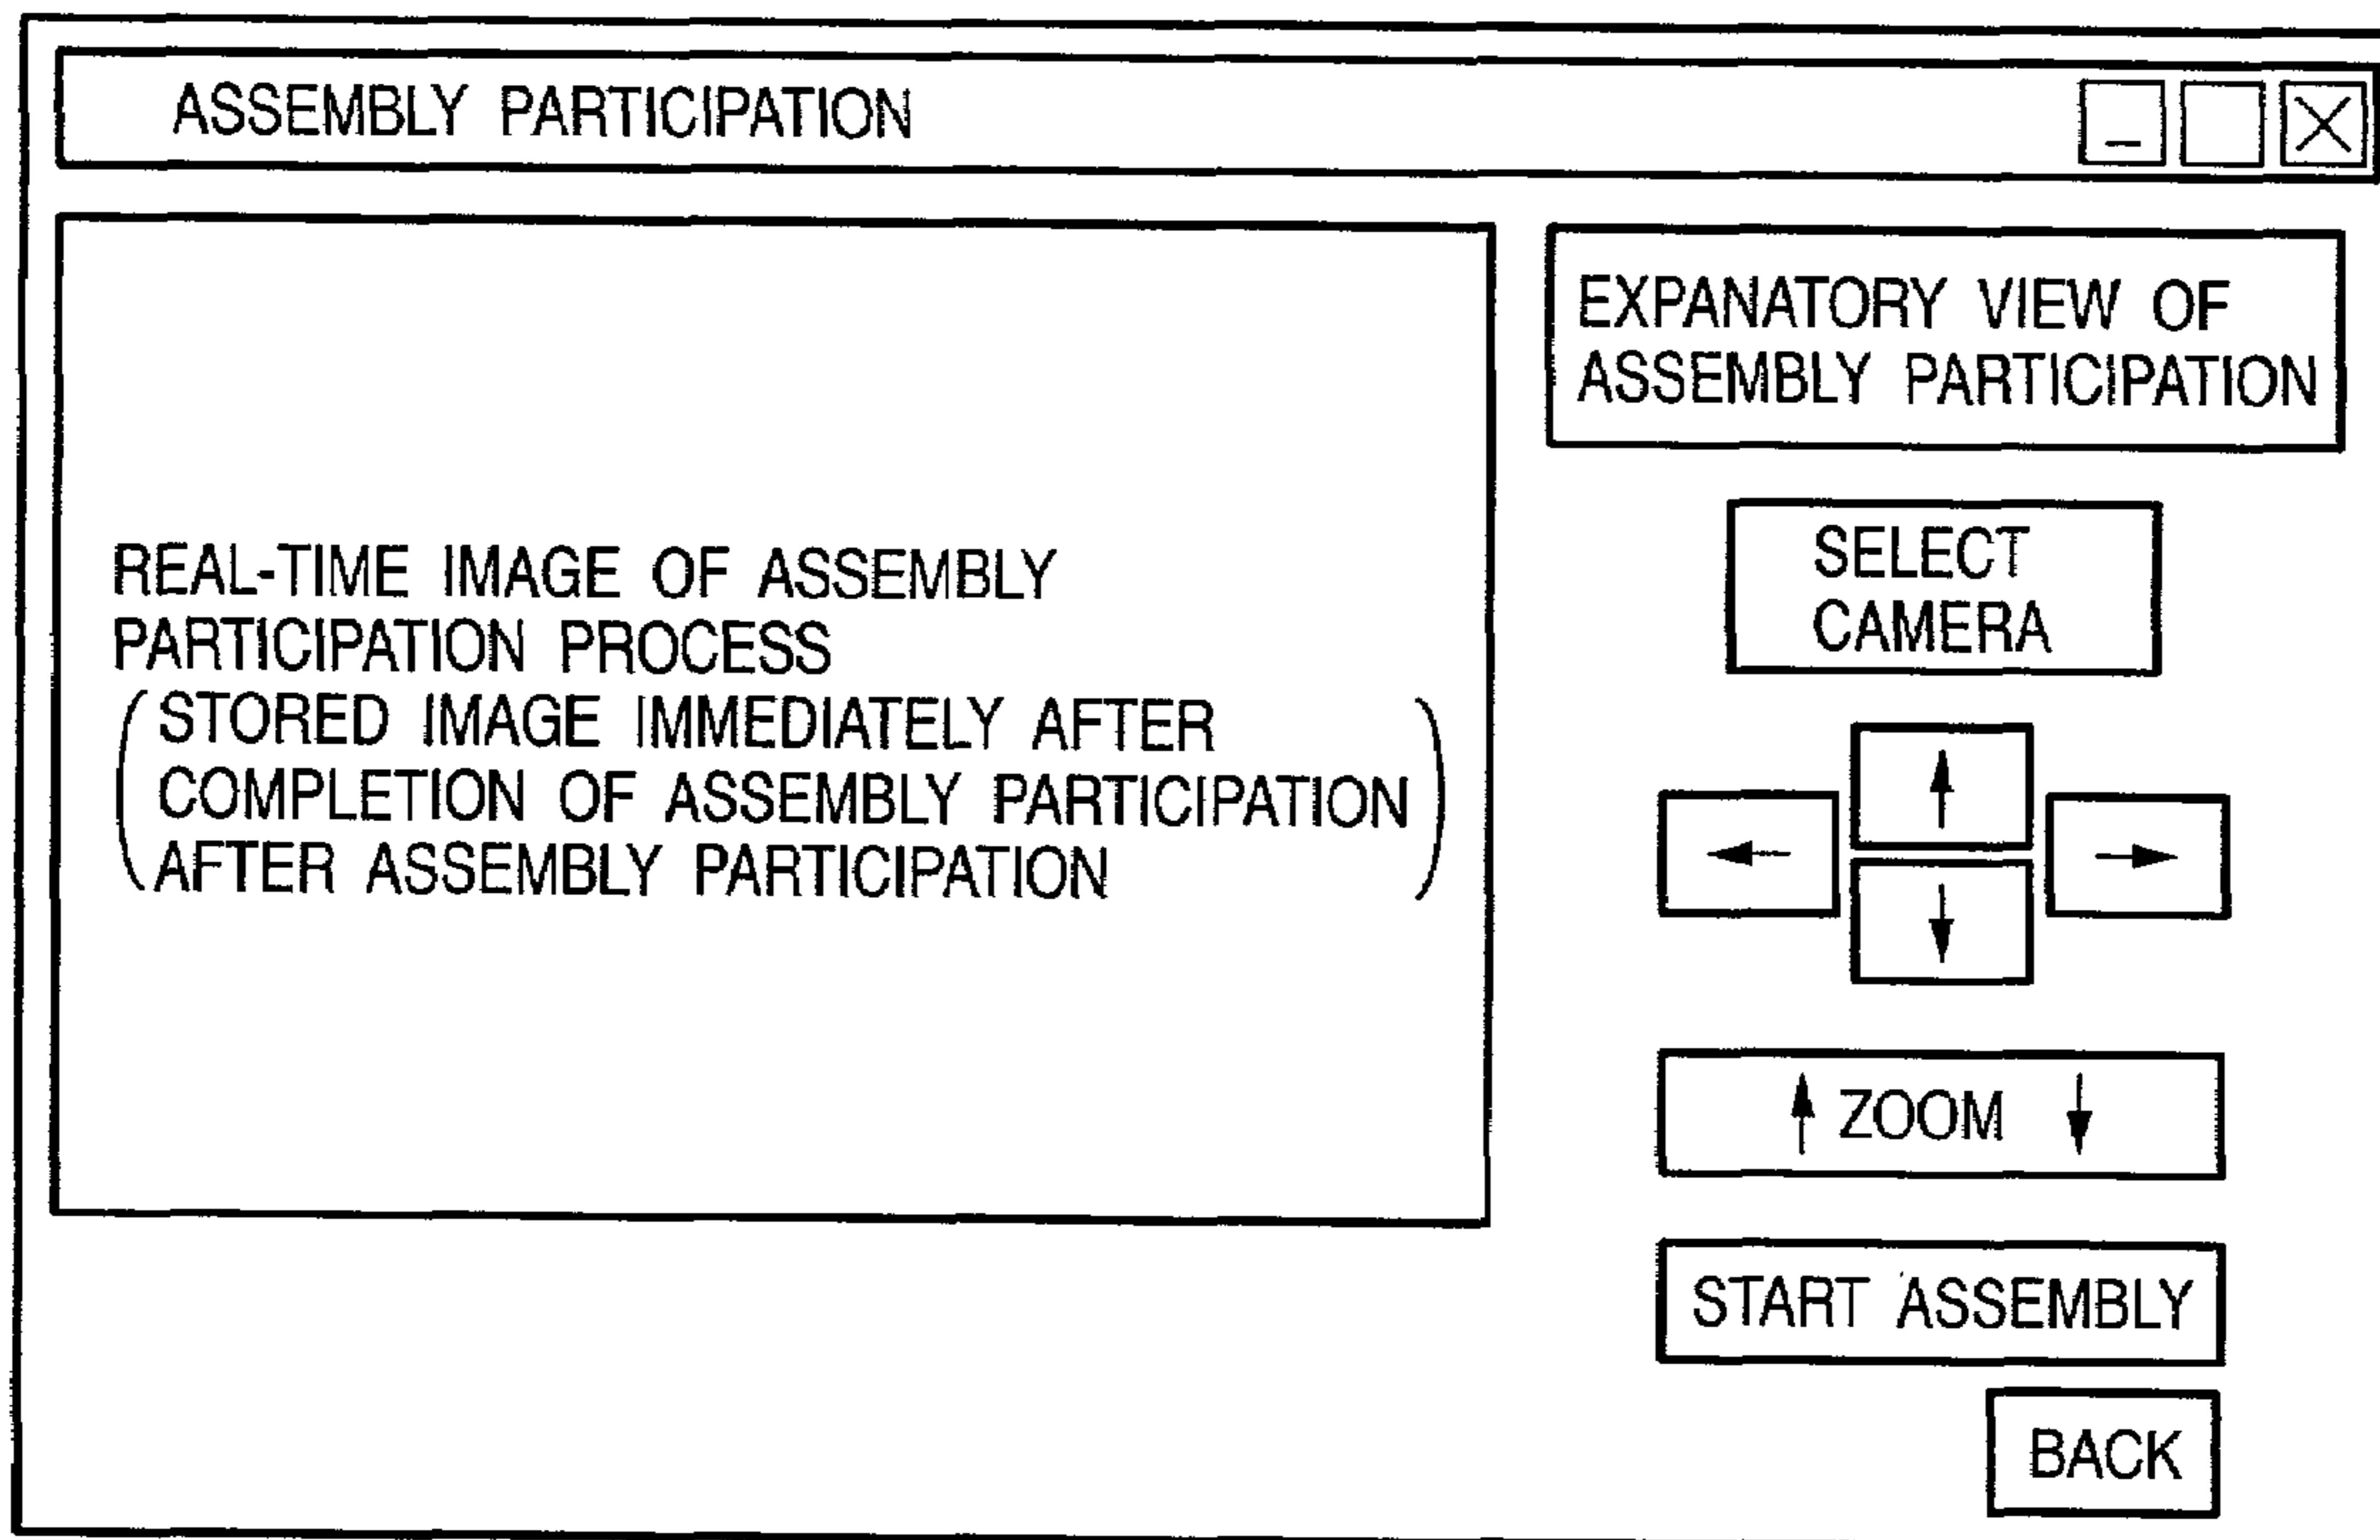 ASSEMBLY PARTICIPATION
REAL-TIME IMAGE OF ASSEMBLY
PARTICIPATION PROCESS
(STORED IMAGE IMMEDIATELY AFTER
COMPLETION OF ASSEMBLY PARTICIPATION
AFTER ASSEMBLY PARTICIPATION)
EXPANATORY VIEW OF
ASSEMBLY PARTICIPATION
SELECT
CAMERA
↑
← →
↓
↑ ZOOM ↓
START ASSEMBLY
BACK